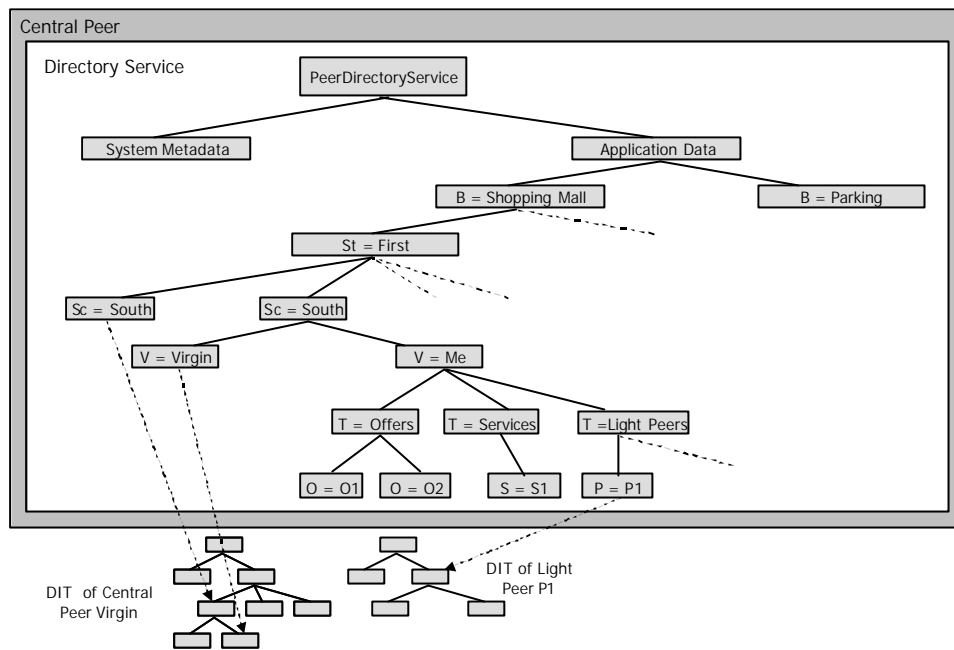 Central Peer
Directory Service
PeerDirectoryService
System Metadata
Application Data
B = Shopping Mall
B = Parking
St = First
Sc = South
Sc = South
V = Virgin
V = Me
T = Offers
T = Services
T =Light Peers
O = O1
O = O2
S = S1
P = P1
DIT of Central
Peer Virgin
DIT of Light
Peer P1